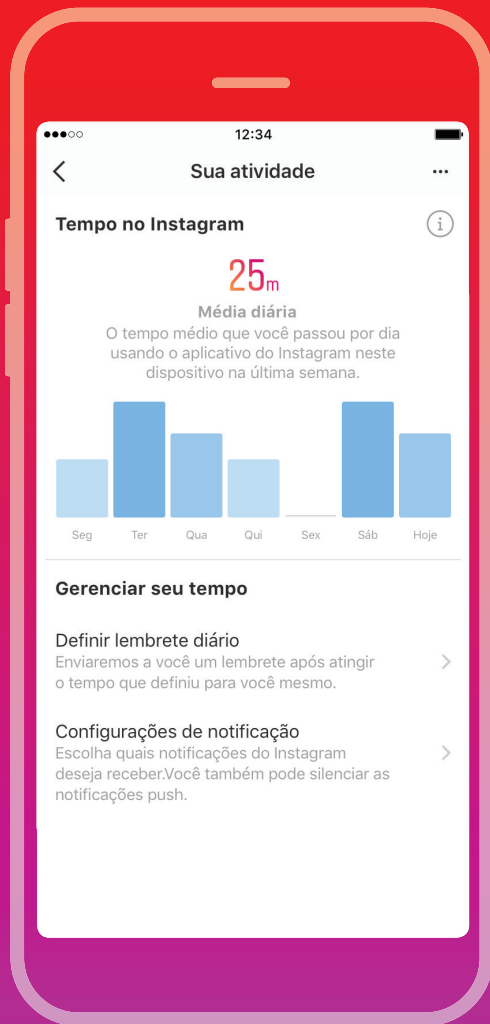 12:34
Sua atividade
Tempo no Instagram
25m
Média diária
O tempo médio que você passou por dia
usando o aplicativo do Instagram neste
dispositivo na última semana.
Seg Ter Qua Qui Sex Sáb Hoje
Gerenciar seu tempo
Definir lembrete diário
Enviaremos a você um lembrete após atingir
o tempo que definiu para você mesmo.
Configurações de notificação
Escolha quais notificações do Instagram
deseja receber.Você também pode silenciar as
notificações push.